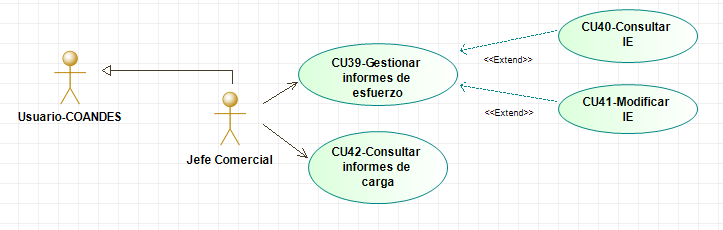 Usuario-COANDES
Jefe Comercial
CU39-Gestionar
informes de
esfuerzo
CU42-Consultar
informes de
carga
<<Extend>>
<<Extend>>
CU40-Consultar
IE
CU41-Modificar
IE